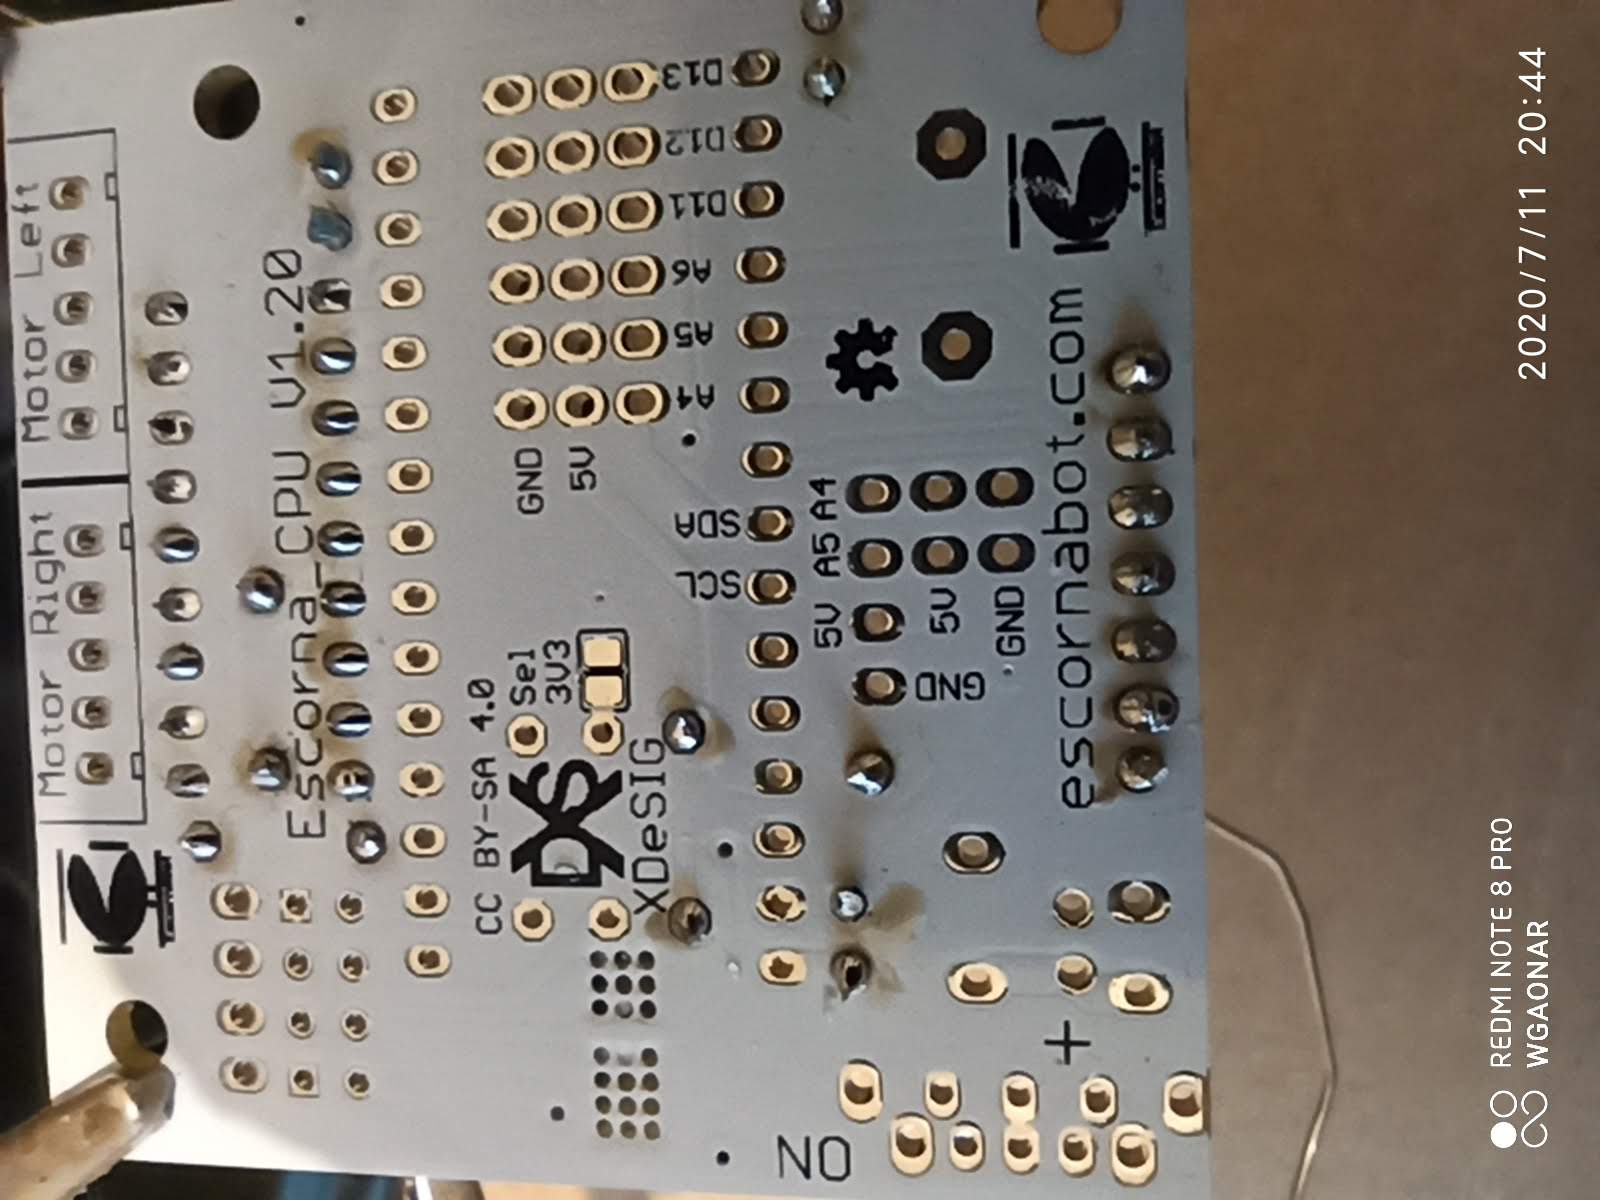 Motor Right
Motor Left
Escorna_CPU V1.20
CC BY-SA 4.0
Sel
3V3
DXS
XDeSIG
GND
5V
SCL
SDA
A4
A5
A6
D11
D12
D13
ON
5V A5 A4
GND
5V
GND
+
escornabot.com
REDMI NOTE 8 PRO
WGAONAR
2020/7/11 20:44